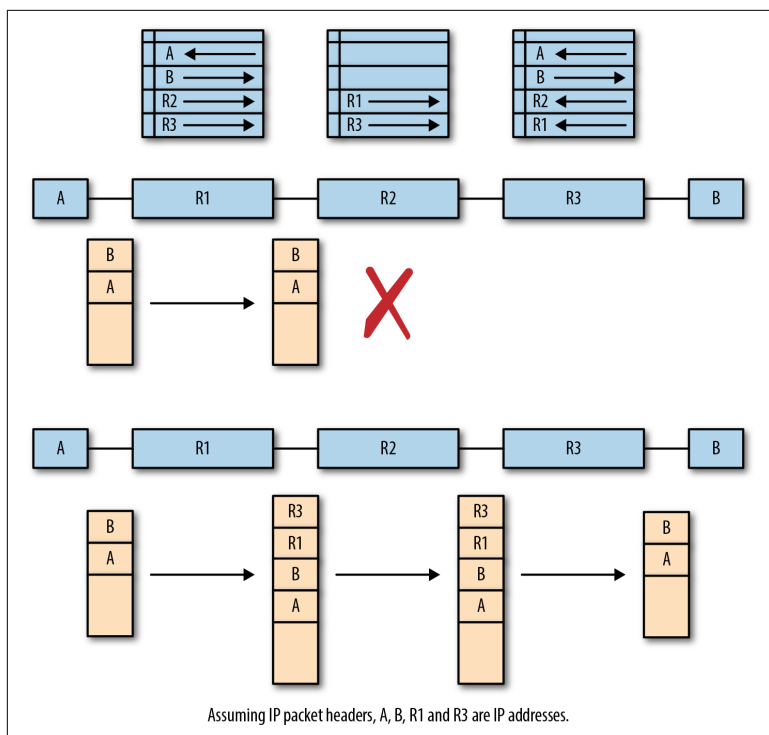 A
B
R2
R3
R1
R3
A
B
R2
R1
A R1 R2 R3 B
B B
A A
A R1 R2 R3 B
R3 R3
B R1 R1 B
A B B A
A A
Assuming IP packet headers, A, B, R1 and R3 are IP addresses.